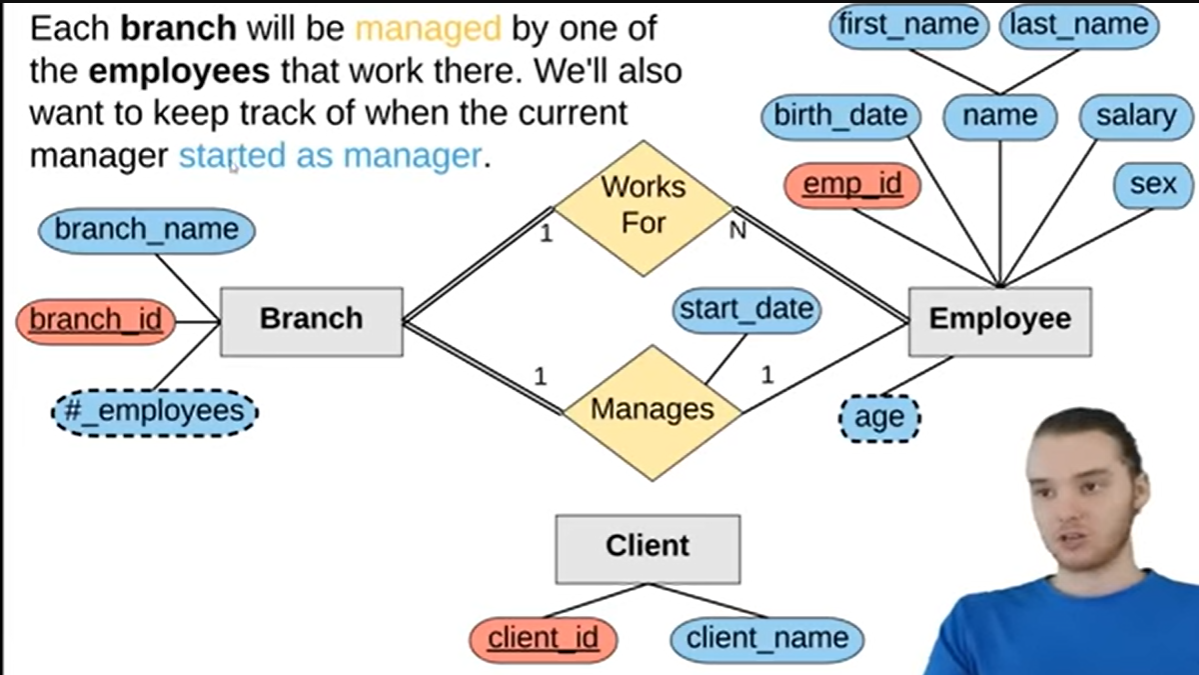 Each branch will be managed by one of
the employees that work there. We'll also
want to keep track of when the current
manager started as manager.
first_name
last_name
birth_date
name
salary
emp_id
sex
Works
For
branch_name
1
N
branch_id
Branch
start_date
Employee
1
1
#_employees
Manages
age
Client
client_id
client_name